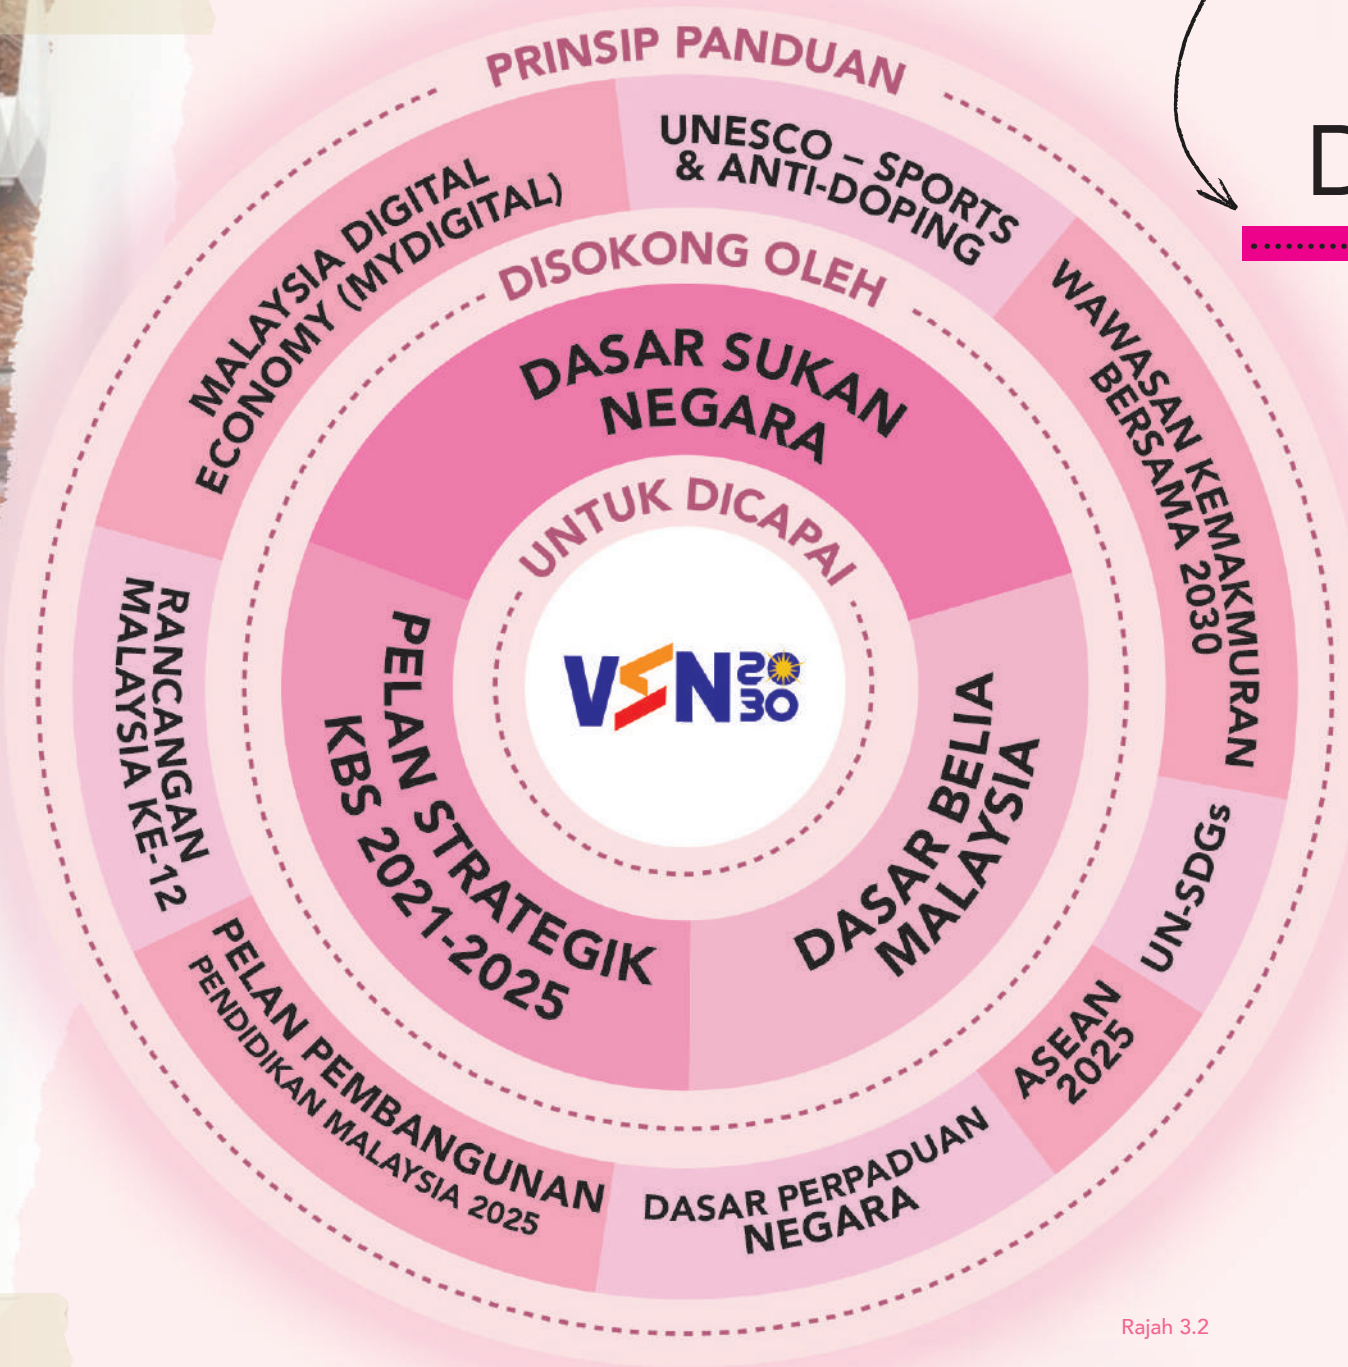 PRINSIP PANDUAN
UNESCO – SPORTS
& ANTI-DOPING
WAWASAN KEMAKMURAN
BERSAMA 2030
UN-SDGs
ASEAN
2025
DASAR PERPADUAN
NEGARA
PELAN PEMBANGUNAN
PENDIDIKAN MALAYSIA 2025
RANCANGAN
MALAYSIA KE-12
MALAYSIA DIGITAL
ECONOMY (MYDIGITAL)
DISOKONG OLEH
DASAR SUKAN
NEGARA
DASAR BELIA
MALAYSIA
PELAN STRATEGIK
KBS 2021-2025
UNTUK DICAPAI
VSN 2030
D
Rajah 3.2